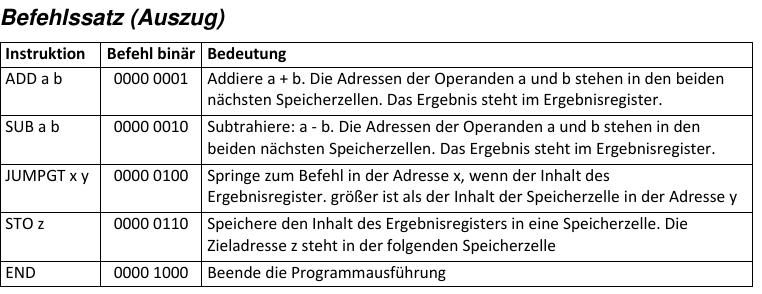 Befehlssatz (Auszug)
Instruktion Befehl binär Bedeutung
ADD a b 0000 0001 Addiere a + b. Die Adressen der Operanden a und b stehen in den beiden
nächsten Speicherzellen. Das Ergebnis steht im Ergebnisregister.
SUB a b 0000 0010 Subtrahiere: a - b. Die Adressen der Operanden a und b stehen in den
beiden nächsten Speicherzellen. Das Ergebnis steht im Ergebnisregister.
JUMPGT x y 0000 0100 Springe zum Befehl in der Adresse x, wenn der Inhalt des
Ergebnisregister. größer ist als der Inhalt der Speicherzelle in der Adresse y
STO z 0000 0110 Speichere den Inhalt des Ergebnisregisters in eine Speicherzelle. Die
Zieladresse z steht in der folgenden Speicherzelle
END 0000 1000 Beende die Programmausführung